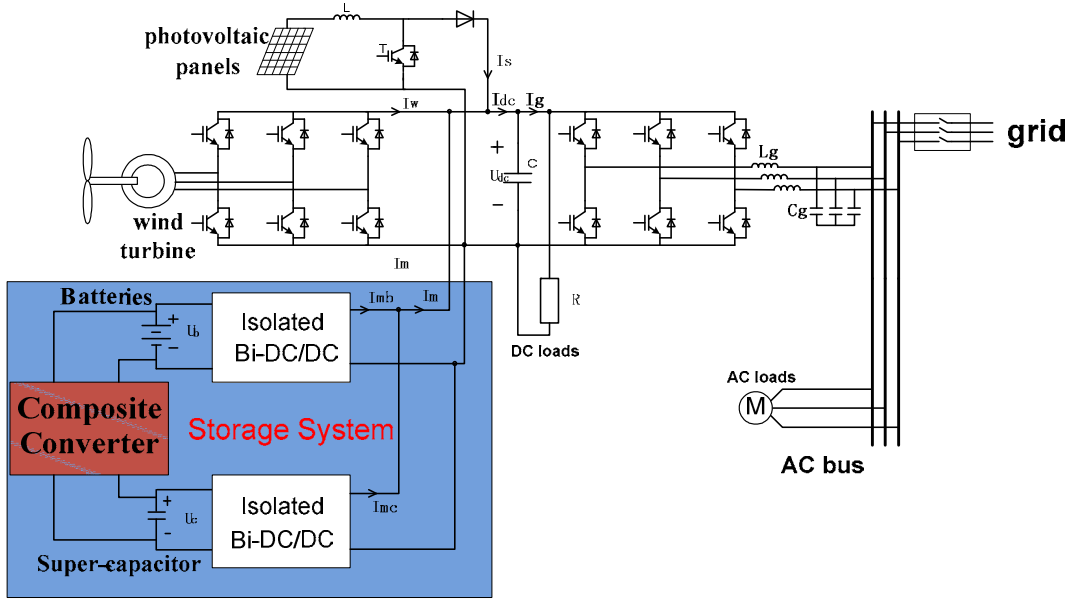 L
photovoltaic
panels
T
Is
Iw
Idc
Ig
grid
+
Udc
-
C
Lg
Cg
wind
turbine
Im
Batteries
+
Ub
-
Isolated
Bi-DC/DC
Imb
Im
R
DC loads
AC loads
M
Composite
Converter
Storage System
AC bus
+
Uc
-
Isolated
Bi-DC/DC
Imc
Super-capacitor